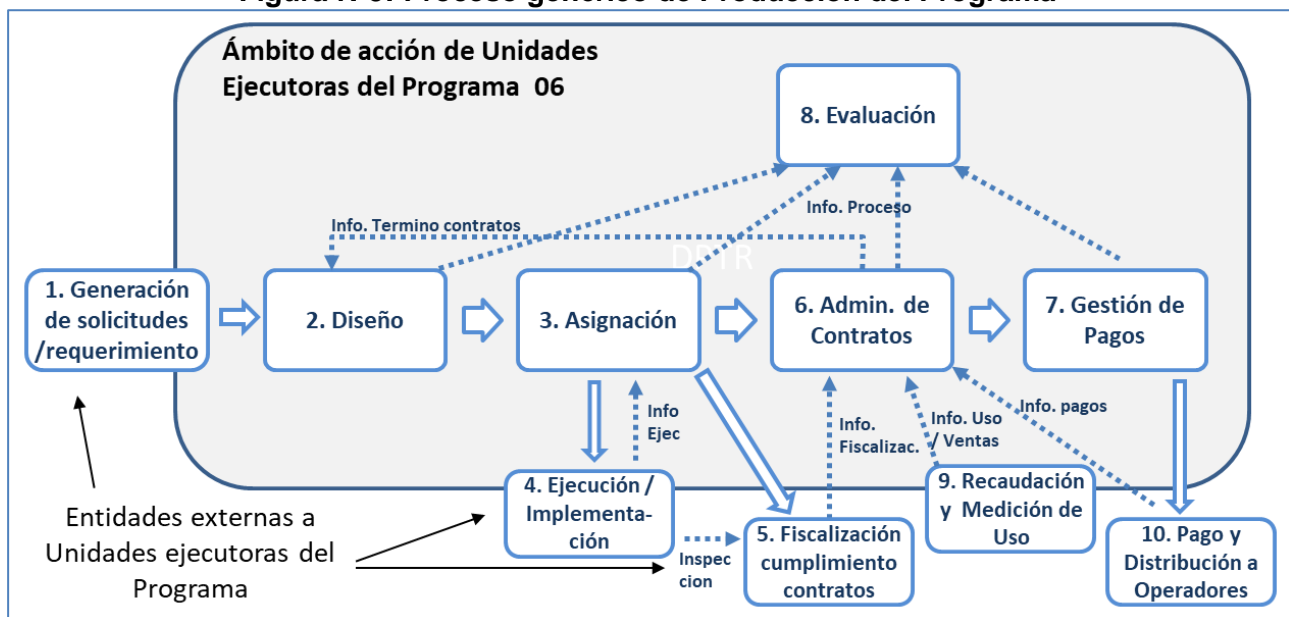 Ámbito de acción de Unidades
Ejecutoras del Programa 06
8. Evaluación
Info. Termino contratos
Info. Proceso
DPTR
1. Generación
de solicitudes
/requerimiento
2. Diseño
3. Asignación
6. Admin. de
Contratos
7. Gestión de
Pagos
Info
Ejec
Info.
Fiscalizac.
Info. Uso
/ Ventas
Info. pagos
4. Ejecución /
Implementa-
ción
9. Recaudación
y Medición de
Uso
Entidades externas a
Unidades ejecutoras del
Programa
Inspec
cion
5. Fiscalización
cumplimiento
contratos
10. Pago y
Distribución a
Operadores